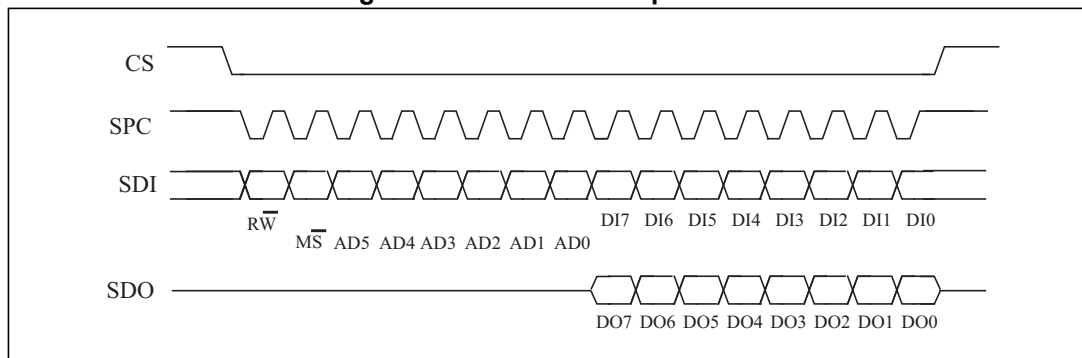 CS
SPC
SDI
RW̅
DI7 DI6 DI5 DI4 DI3 DI2 DI1 DI0
MS̅ AD5 AD4 AD3 AD2 AD1 AD0
SDO
DO7 DO6 DO5 DO4 DO3 DO2 DO1 DO0